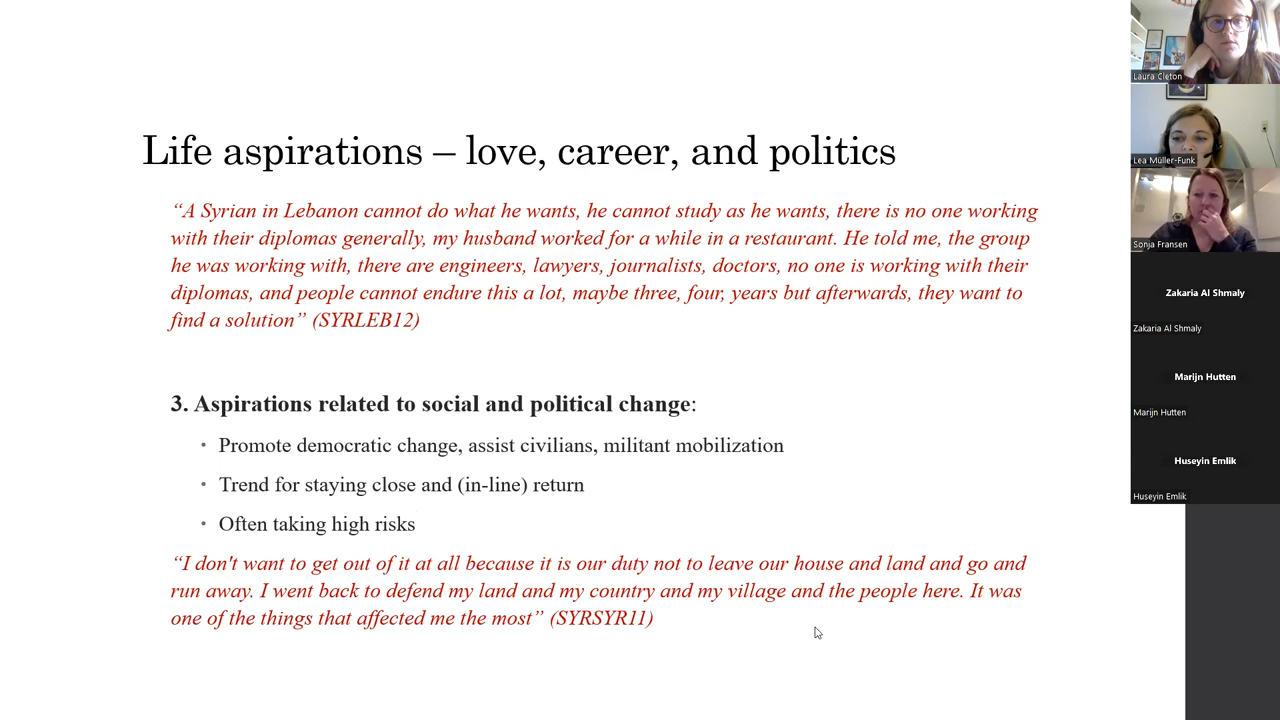 Life aspirations – love, career, and politics
“A Syrian in Lebanon cannot do what he wants, he cannot study as he wants, there is no one working
with their diplomas generally, my husband worked for a while in a restaurant. He told me, the group
he was working with, there are engineers, lawyers, journalists, doctors, no one is working with their
diplomas, and people cannot endure this a lot, maybe three, four, years but afterwards, they want to
find a solution” (SYRLEB12)
3. Aspirations related to social and political change:
• Promote democratic change, assist civilians, militant mobilization
• Trend for staying close and (in-line) return
• Often taking high risks
“I don't want to get out of it at all because it is our duty not to leave our house and land and go and
run away. I went back to defend my land and my country and my village and the people here. It was
one of the things that affected me the most” (SYRSYR11)
Laura Cleton
Lea Müller-Funk
Sonja Fransen
Zakaria Al Shmaly
Zakaria Al Shmaly
Marijn Hutten
Marijn Hutten
Huseyin Emlik
Huseyin Emlik